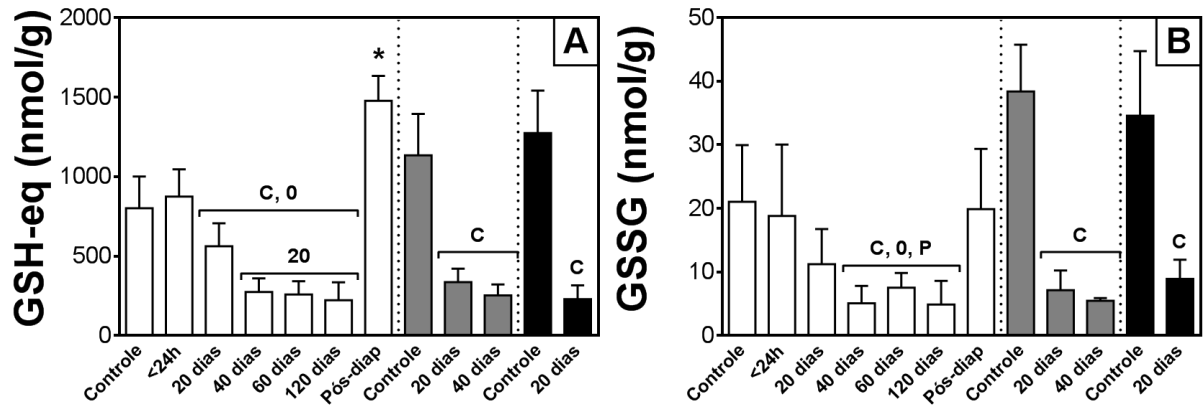 GSH-eq (nmol/g)
2000
1500
1000
500
0
A
*
C, 0
20
C
C
Controle
<24h
20 dias
40 dias
60 dias
120 dias
Pós-diap
Controle
20 dias
40 dias
Controle
20 dias
GSSG (nmol/g)
50
40
30
20
10
0
B
C, 0, P
C
C
Controle
<24h
20 dias
40 dias
60 dias
120 dias
Pós-diap
Controle
20 dias
40 dias
Controle
20 dias